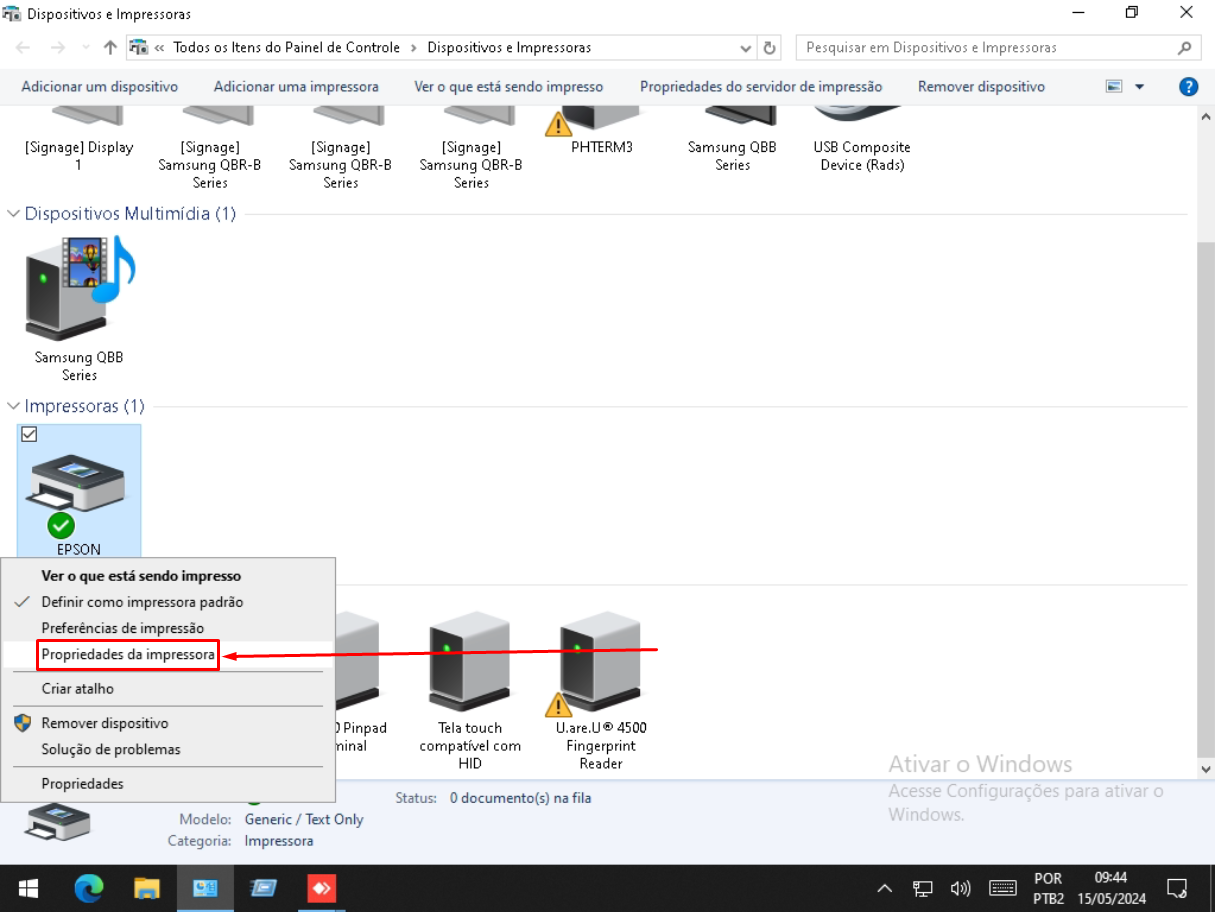 Dispositivos e Impressoras
« Todos os Itens do Painel de Controle › Dispositivos e Impressoras
Pesquisar em Dispositivos e Impressoras
Adicionar um dispositivo Adicionar uma impressora Ver o que está sendo impresso Propriedades do servidor de impressão Remover dispositivo
[Signage] Display
1
[Signage]
Samsung QBR-B
Series
[Signage]
Samsung QBR-B
Series
[Signage]
Samsung QBR-B
Series
PHTERM3
Samsung QBB
Series
USB Composite
Device (Rads)
Dispositivos Multimídia (1)
Samsung QBB
Series
Impressoras (1)
EPSON
Ver o que está sendo impresso
Definir como impressora padrão
Preferências de impressão
Propriedades da impressora
Criar atalho
Remover dispositivo
Solução de problemas
Propriedades
Pinpad
Tela touch
compatível com
HID
U.are.U® 4500
Fingerprint
Reader
Ativar o Windows
Acesse Configurações para ativar o
Windows.
Status: 0 documento(s) na fila
Modelo: Generic / Text Only
Categoria: Impressora
POR
PTB2
09:44
15/05/2024